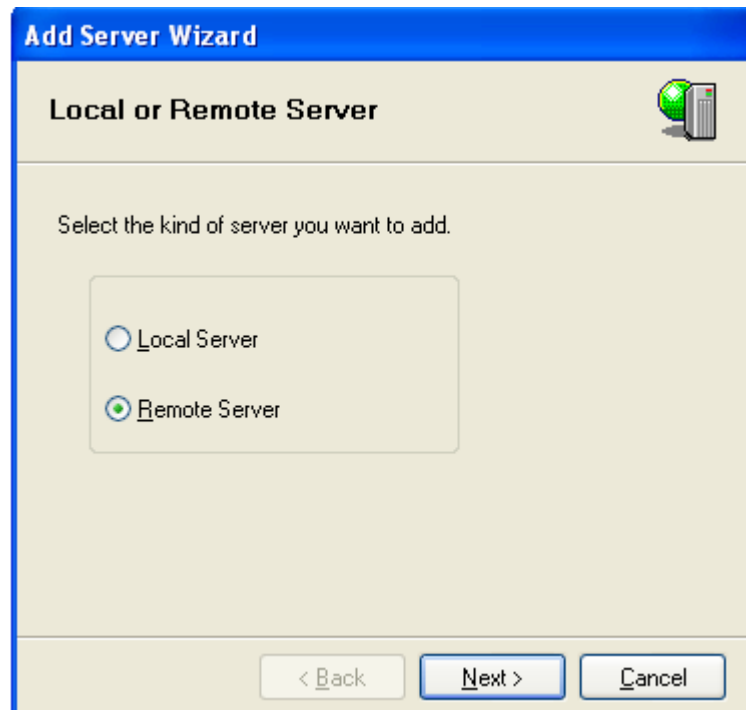 Add Server Wizard
Local or Remote Server
Select the kind of server you want to add.
Local Server
Remote Server
< Back Next > Cancel